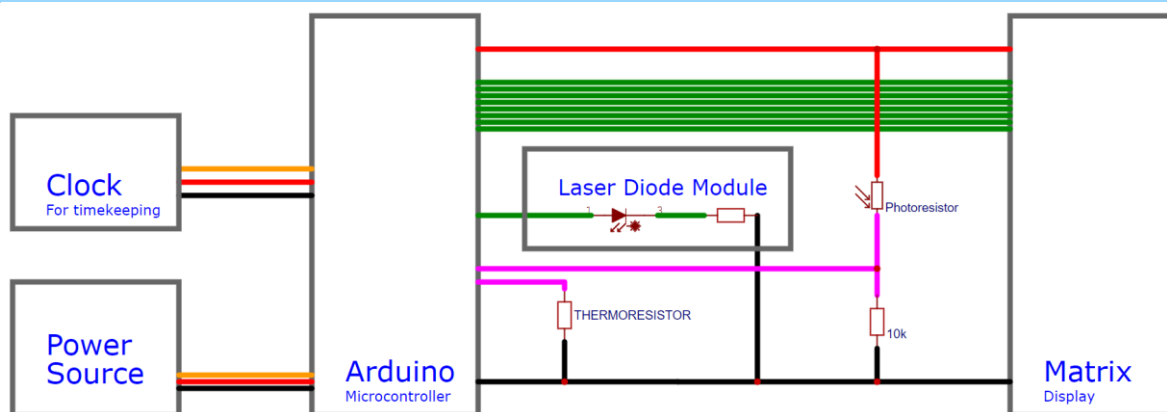 Clock
For timekeeping
Power
Source
Arduino
Microcontroller
Laser Diode Module
1
3
Photoresistor
THERMORESISTOR
10k
Matrix
Display